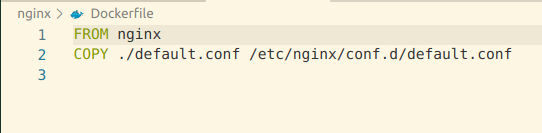 nginx > Dockerfile
1 FROM nginx
2 COPY ./default.conf /etc/nginx/conf.d/default.conf
3